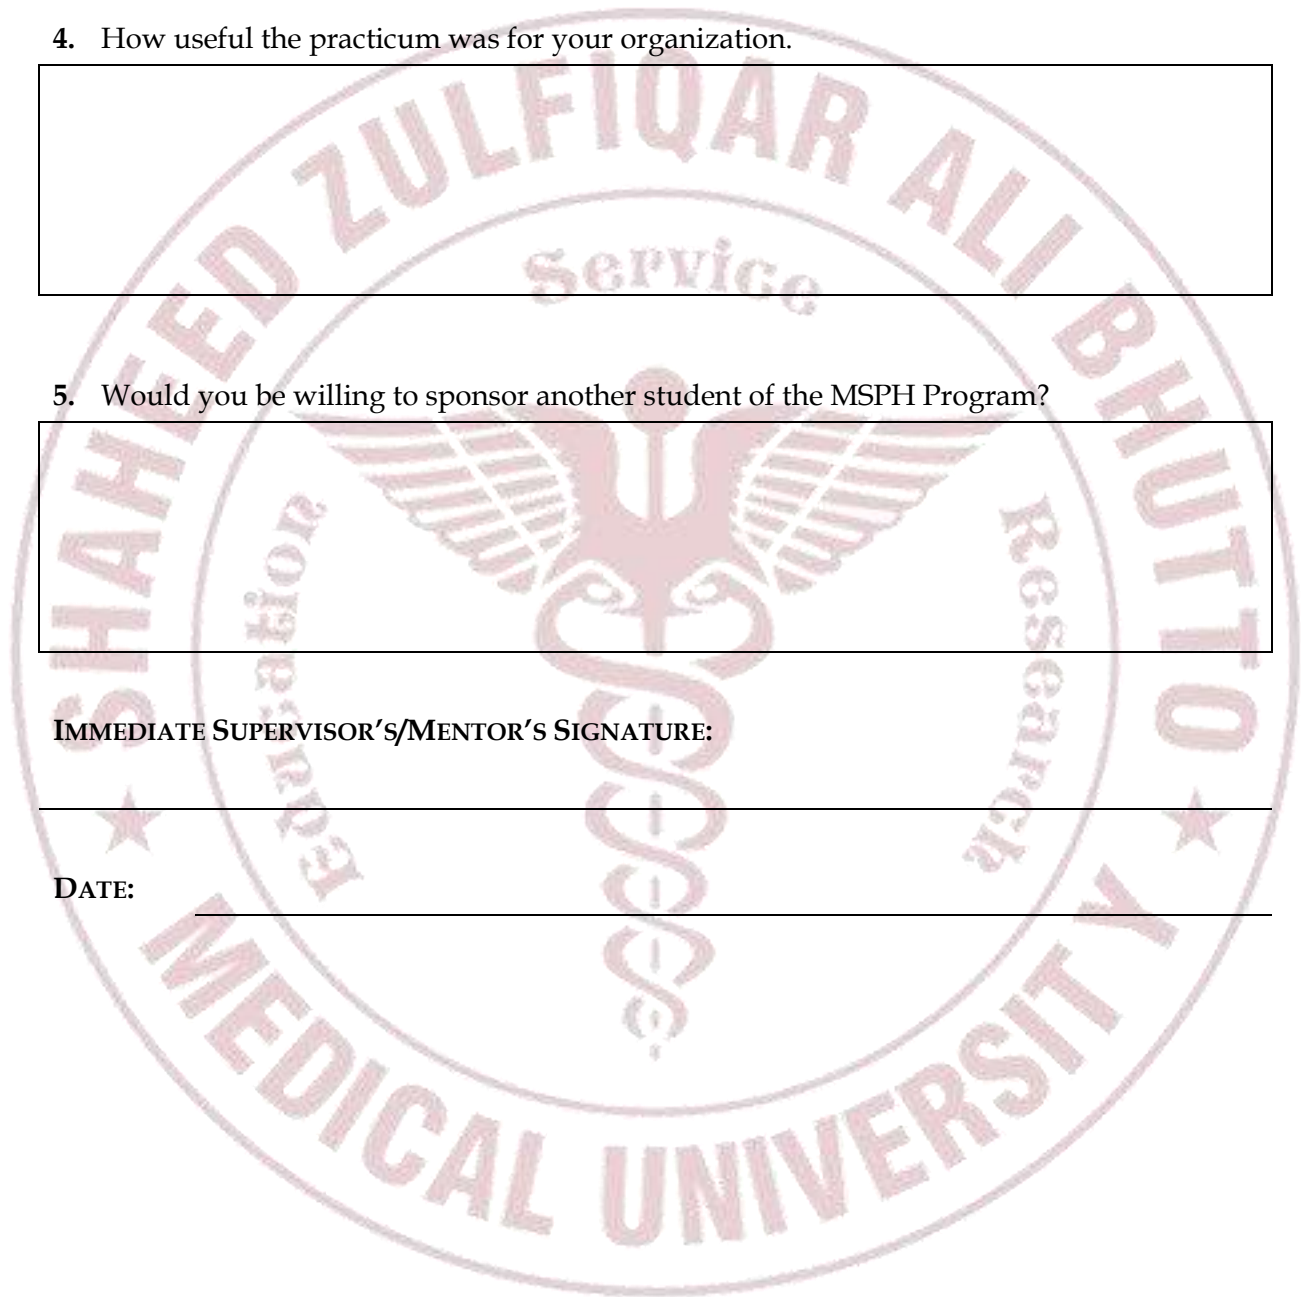 4. How useful the practicum was for your organization.
5. Would you be willing to sponsor another student of the MSPH Program?
IMMEDIATE SUPERVISOR'S/MENTOR'S SIGNATURE:
DATE:
SHAHEED ZULFIQAR ALI BHUTTO
MEDICAL UNIVERSITY
Service
Education
Research